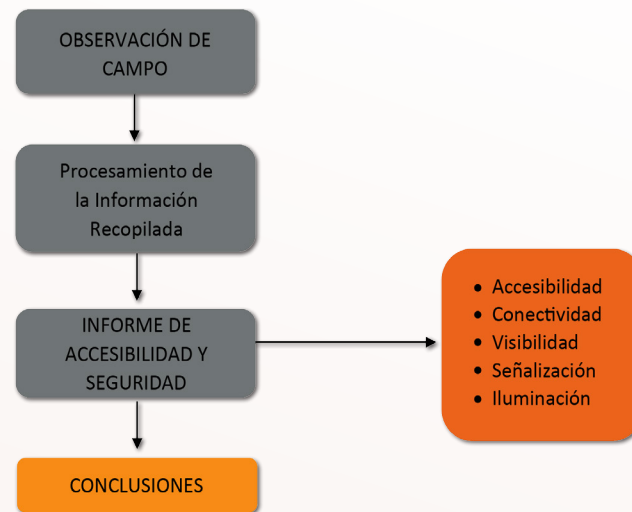 OBSERVACIÓN DE
CAMPO
Procesamiento de
la Información
Recopilada
INFORME DE
ACCESIBILIDAD Y
SEGURIDAD
• Accesibilidad
• Conectividad
• Visibilidad
• Señalización
• Iluminación
CONCLUSIONES